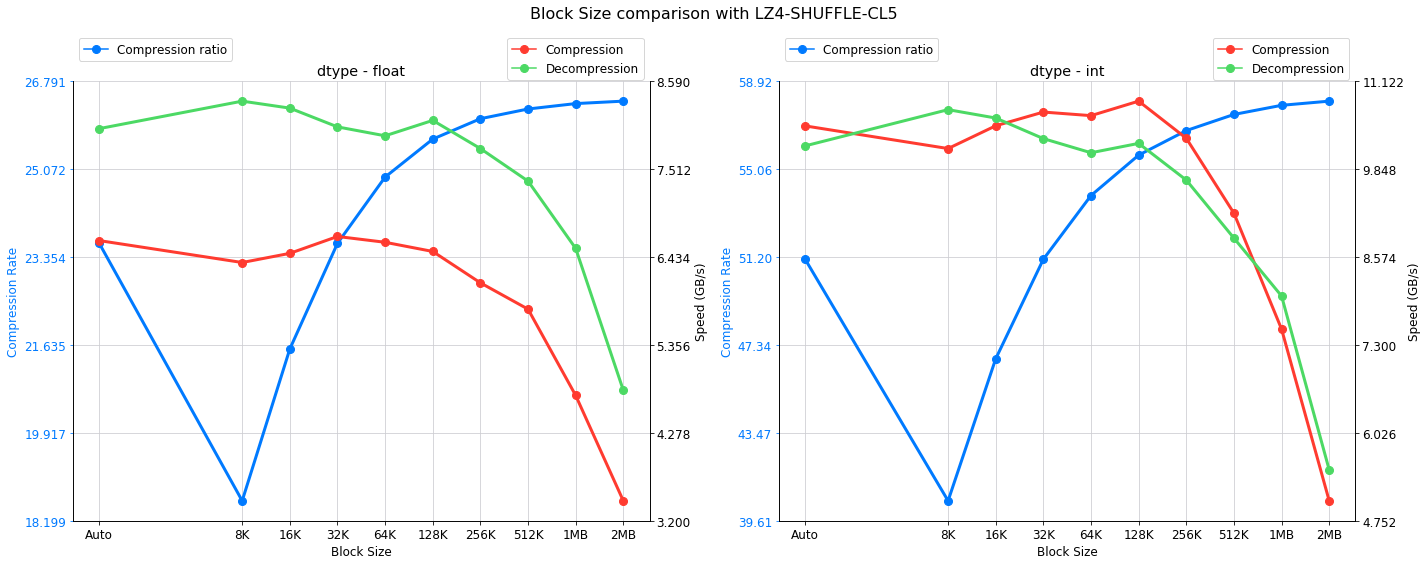 Block Size comparison with LZ4-SHUFFLE-CL5
Compression ratio
Compression
Decompression
dtype - float
26.791
25.072
23.354
21.635
19.917
18.199
Compression Rate
8.590
7.512
6.434
5.356
4.278
3.200
Speed (GB/s)
Auto 8K 16K 32K 64K 128K 256K 512K 1MB 2MB
Block Size
Compression ratio
Compression
Decompression
dtype - int
58.92
55.06
51.20
47.34
43.47
39.61
Compression Rate
11.122
9.848
8.574
7.300
6.026
4.752
Speed (GB/s)
Auto 8K 16K 32K 64K 128K 256K 512K 1MB 2MB
Block Size